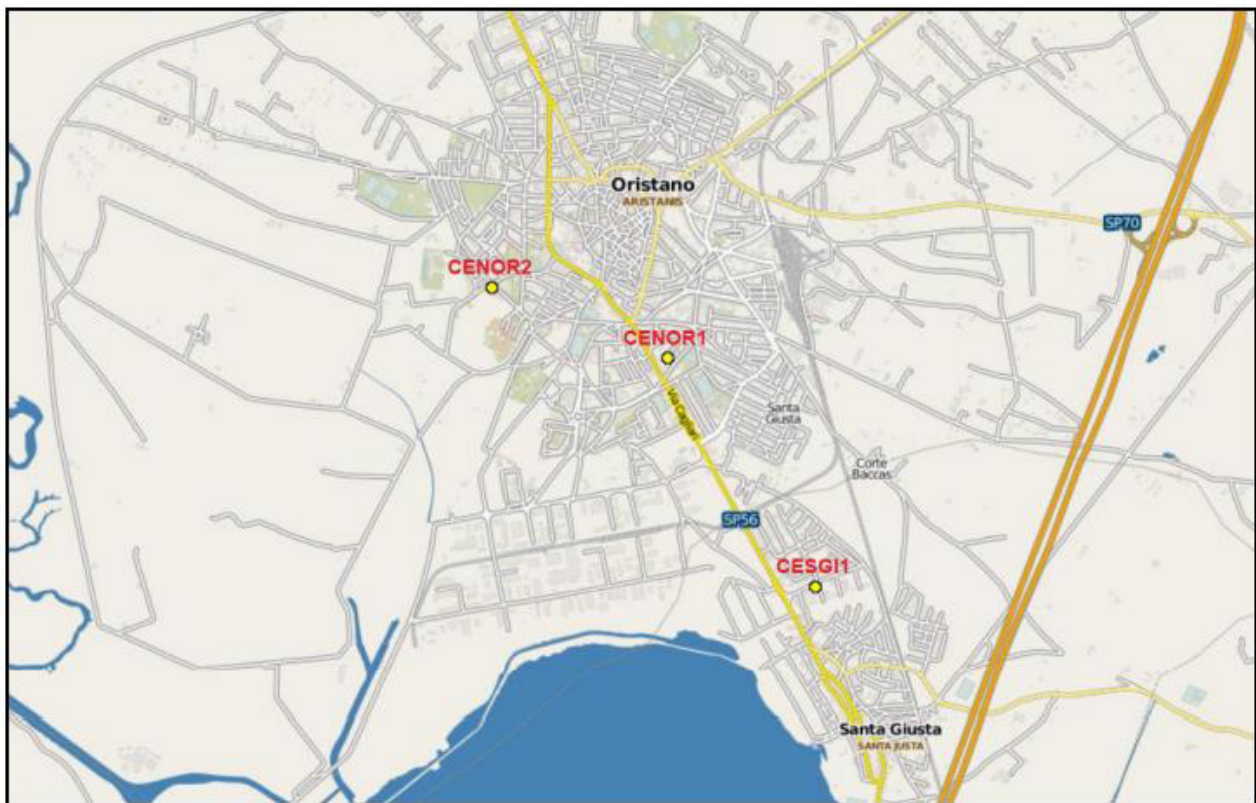 Oristano
ARISTANIS
SP70
CENOR2
CENOR1
Via Cagliari
Santa
Giusta
Corte
Baccas
SP56
CESGI1
Santa Giusta
SANTA JUSTA